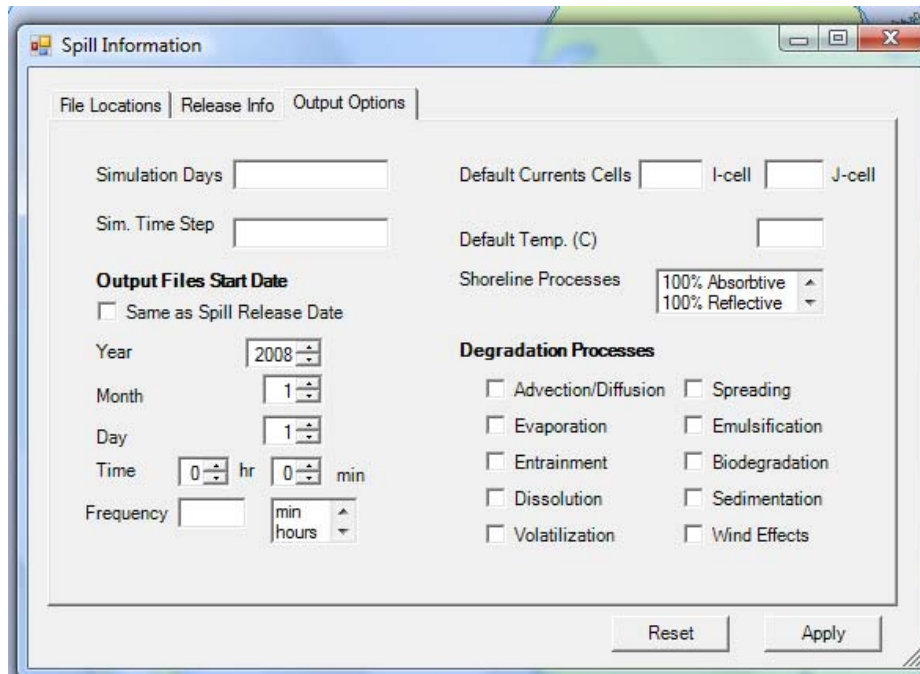 Spill Information
File Locations Release Info Output Options
Simulation Days
Sim. Time Step
Output Files Start Date
Same as Spill Release Date
Year 2008
Month 1
Day 1
Time 0 hr 0 min
Frequency min
hours
Default Currents Cells I-cell J-cell
Default Temp. (C)
Shoreline Processes 100% Absorbtive
100% Reflective
Degradation Processes
Advection/Diffusion Spreading
Evaporation Emulsification
Entrainment Biodegradation
Dissolution Sedimentation
Volatilization Wind Effects
Reset Apply